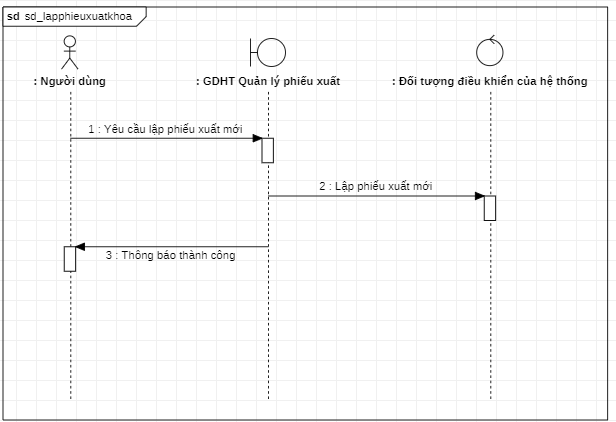 sd sd_lapphieuxuatkhoa
: Người dùng
: GDHT Quản lý phiếu xuất
: Đối tượng điều khiển của hệ thống
1 : Yêu cầu lập phiếu xuất mới
2 : Lập phiếu xuất mới
3 : Thông báo thành công